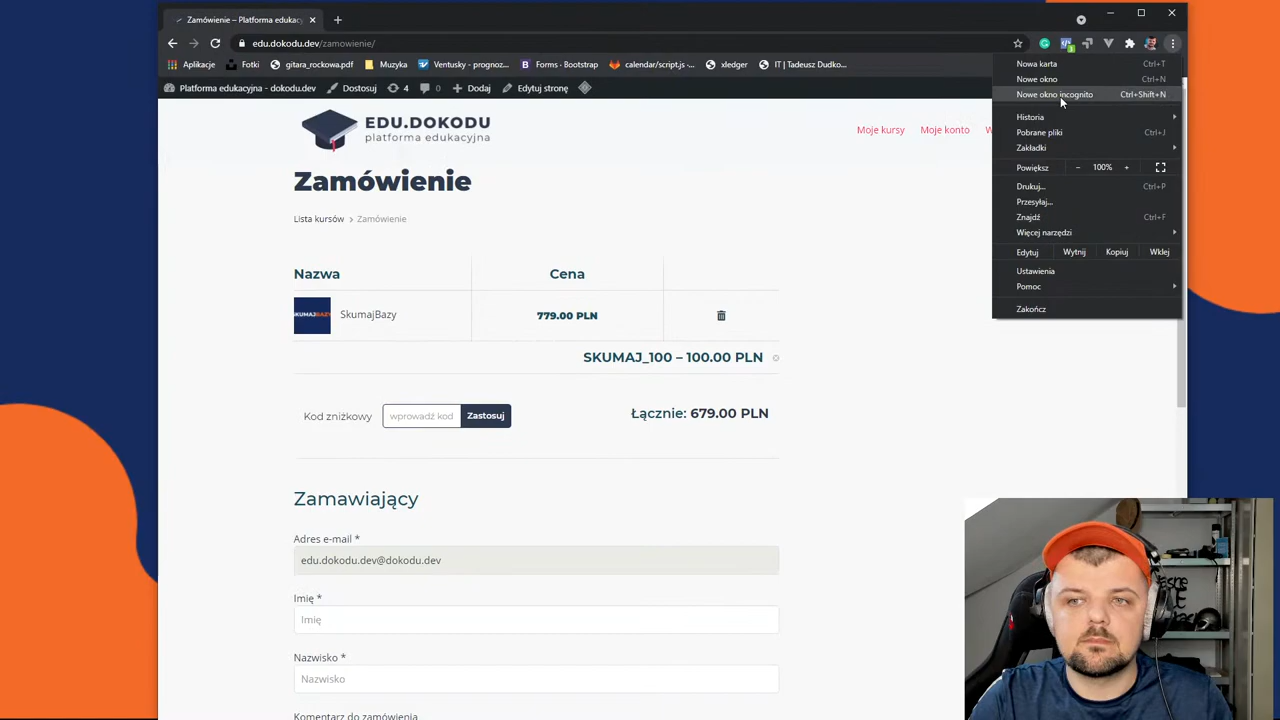 Zamówienie – Platforma edukacy
edu.dokodu.dev/zamowienie/
Aplikacje
Fotki
gitara_rockowa.pdf
Muzyka
Ventusky - prognoz...
Forms · Bootstrap
calendar/script.js ·...
xledger
IT | Tadeusz Dudko...
Platforma edukacyjna - dokodu.dev
Dostosuj
4
0
Dodaj
Edytuj stronę
EDU.DOKODU
platforma edukacyjna
Moje kursy
Moje konto
W
Zamówienie
Lista kursów > Zamówienie
Nazwa
Cena
SKUMAJBAZY
SkumajBazy
779.00 PLN
SKUMAJ_100 – 100.00 PLN
Kod zniżkowy
wprowadź kod
Zastosuj
Łącznie: 679.00 PLN
Zamawiający
Adres e-mail *
edu.dokodu.dev@dokodu.dev
Imię *
Imię
Nazwisko *
Nazwisko
Komentarz do zamówienia
Nowa karta Ctrl+T
Nowe okno Ctrl+N
Nowe okno incognito Ctrl+Shift+N
Historia
Pobrane pliki Ctrl+J
Zakładki
Powiększ − 100% +
Drukuj... Ctrl+P
Przesyłaj...
Znajdź Ctrl+F
Więcej narzędzi
Edytuj Wytnij Kopiuj Wklej
Ustawienia
Pomoc
Zakończ